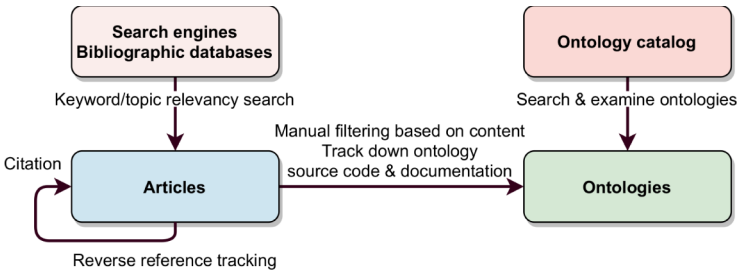 Search engines
Bibliographic databases
Ontology catalog
Keyword/topic relevancy search
Search & examine ontologies
Manual filtering based on content
Track down ontology
source code & documentation
Citation
Articles
Ontologies
Reverse reference tracking